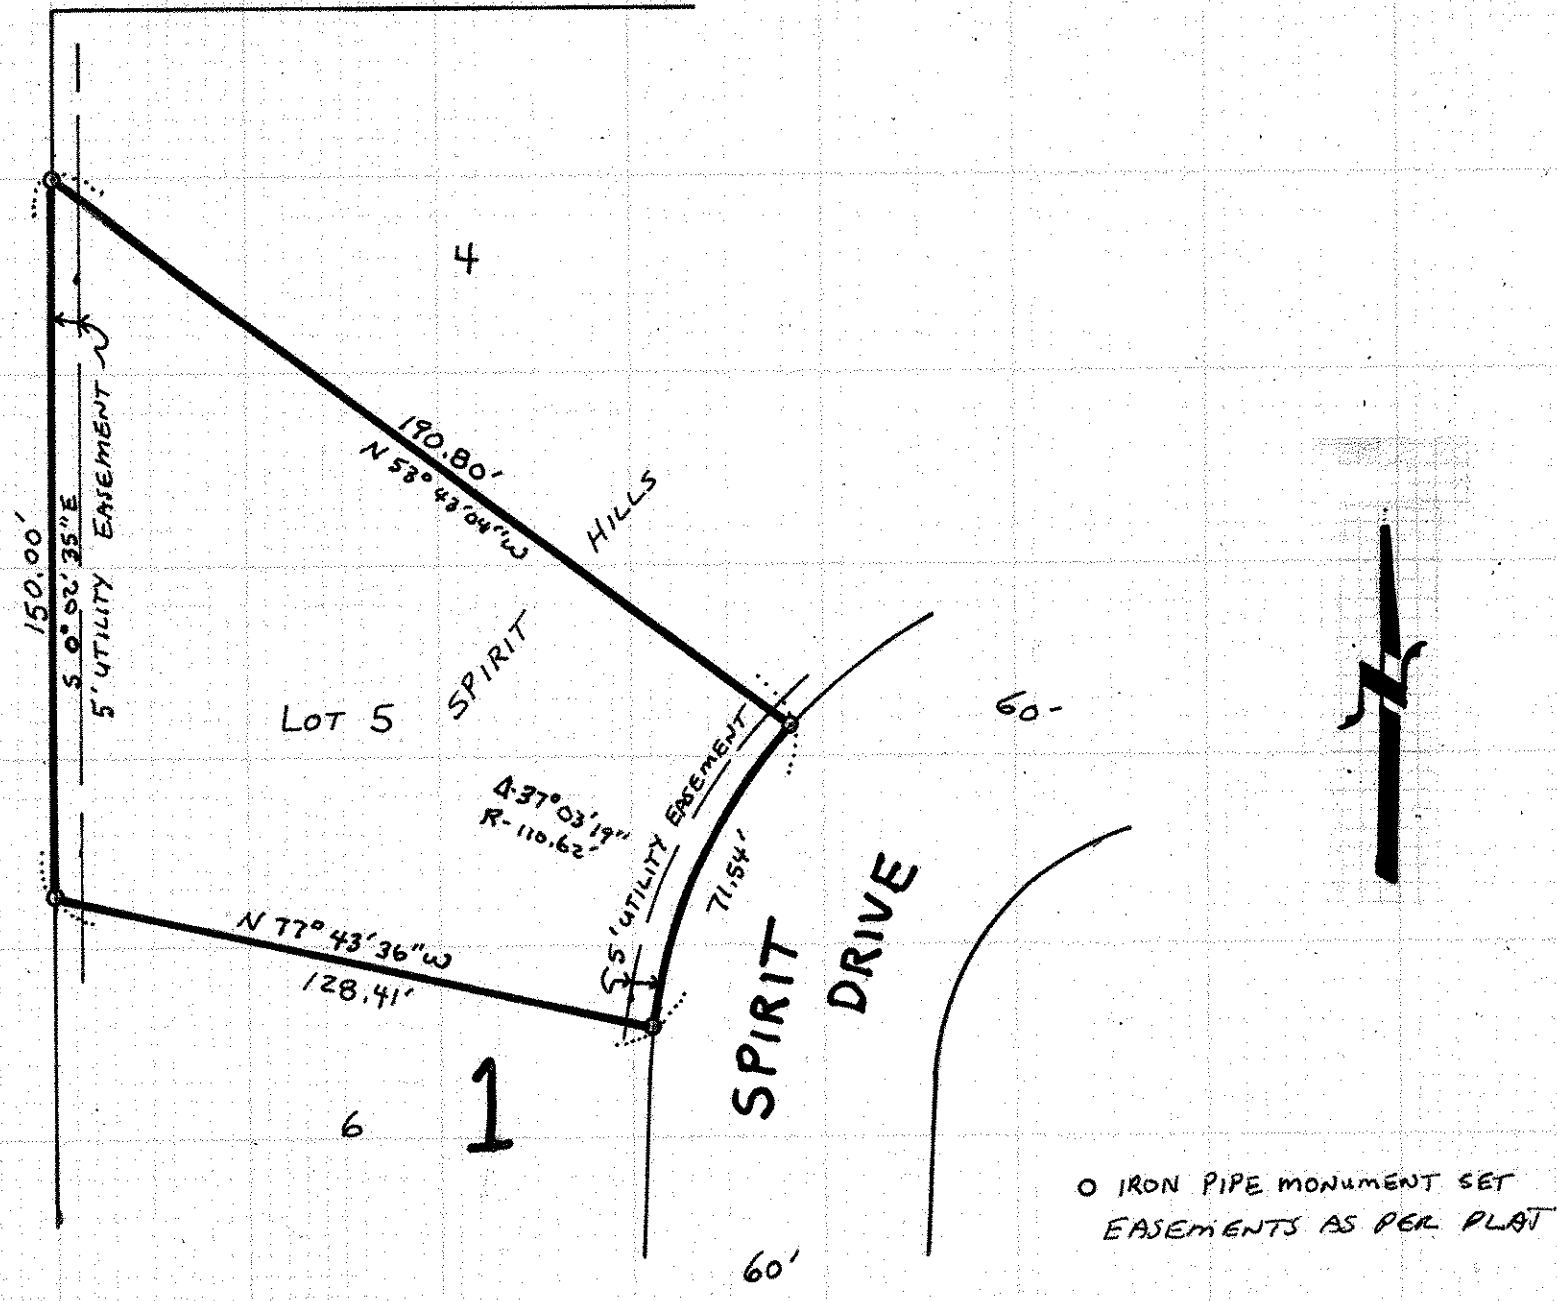 4
190.80'
N 53° 43' 04" W
HILLS
SPIRIT
150.00'
S 0° 02' 35" E
5' UTILITY EASEMENT
LOT 5
60-
Δ-37° 03' 19"
R- 110.62'
5' UTILITY EASEMENT
71.54'
SPIRIT
DRIVE
N 77° 43' 36" W
128.41'
1
6
N
O IRON PIPE MONUMENT SET
EASEMENTS AS PER PLAT
60'